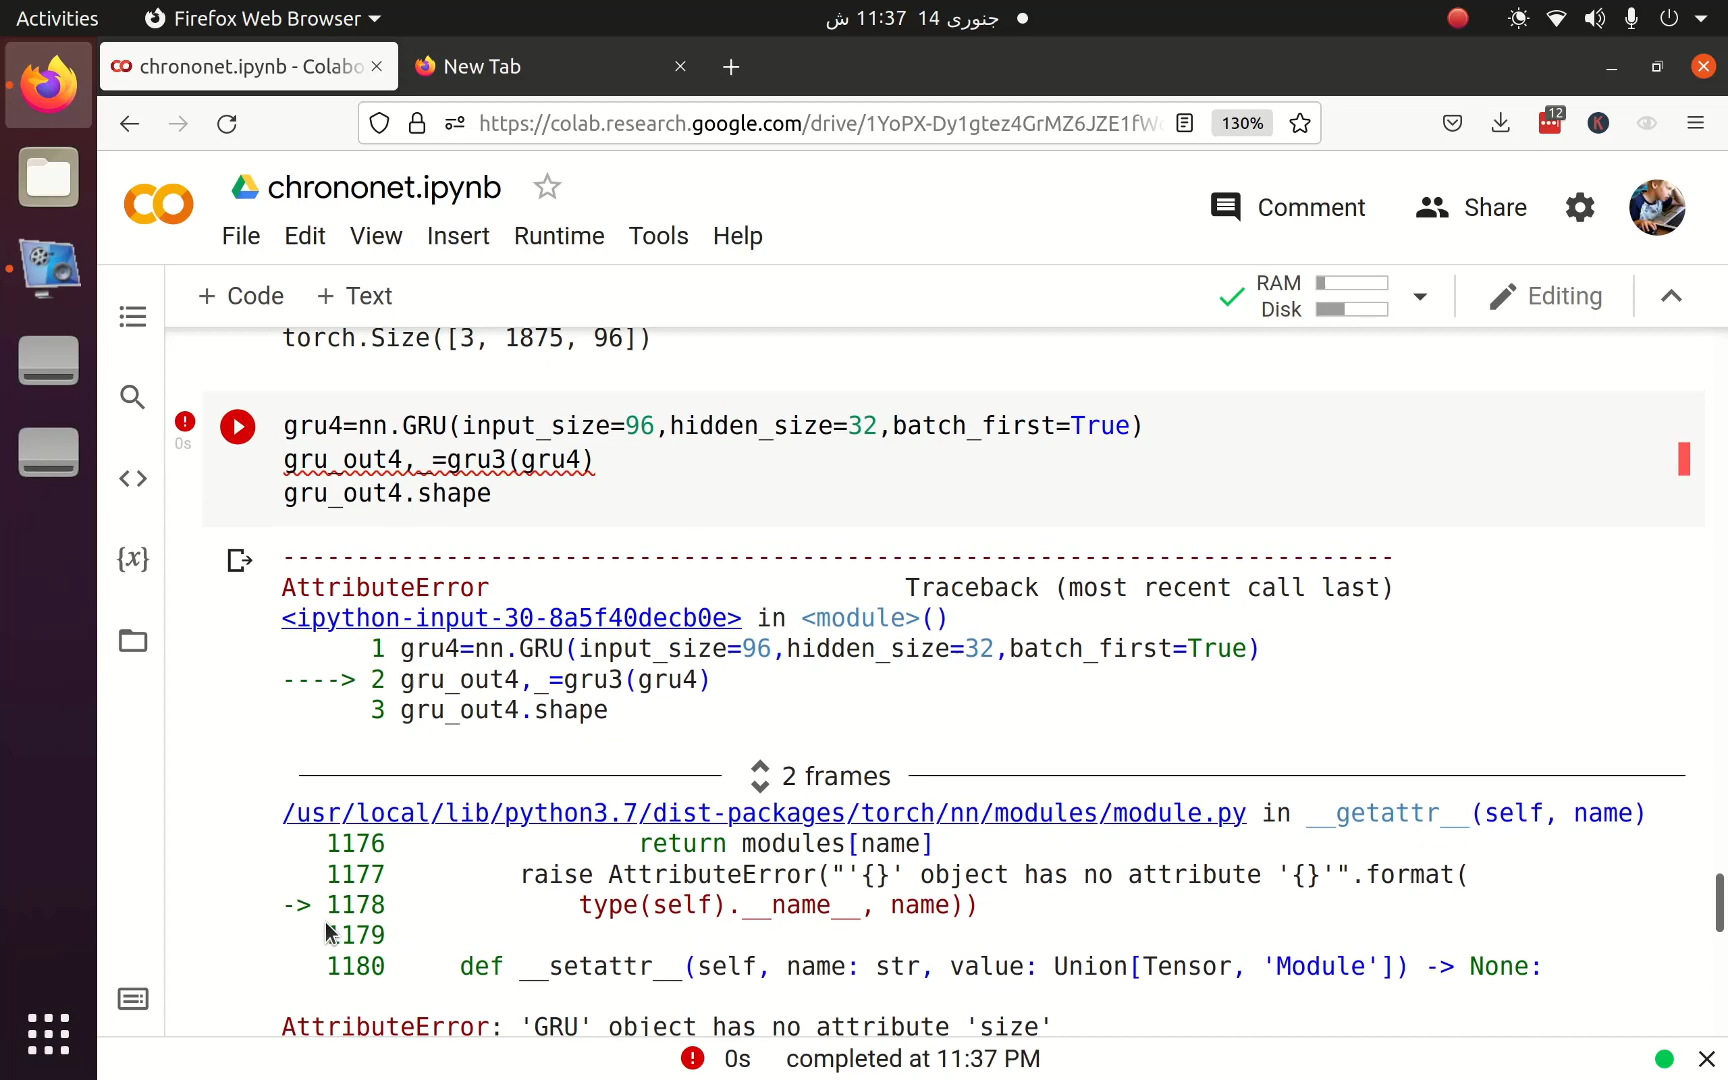 Activities
Firefox Web Browser
جنوری 14 11:37 ش
chrononet.ipynb - Colabo
New Tab
https://colab.research.google.com/drive/1YoPX-Dy1gtez4GrMZ6JZE1fW
130%
12
chrononet.ipynb
Comment
Share
File Edit View Insert Runtime Tools Help
+ Code + Text
RAM
Disk
Editing
torch.Size([3, 1875, 96])
0s
gru4=nn.GRU(input_size=96,hidden_size=32,batch_first=True)
gru_out4,_=gru3(gru4)
gru_out4.shape
---------------------------------------------------------------------------
AttributeError Traceback (most recent call last)
<ipython-input-30-8a5f40decb0e> in <module>()
1 gru4=nn.GRU(input_size=96,hidden_size=32,batch_first=True)
----> 2 gru_out4,_=gru3(gru4)
3 gru_out4.shape
2 frames
/usr/local/lib/python3.7/dist-packages/torch/nn/modules/module.py in __getattr__(self, name)
1176 return modules[name]
1177 raise AttributeError("'{}' object has no attribute '{}'".format(
-> 1178 type(self).__name__, name))
1179
1180 def __setattr__(self, name: str, value: Union[Tensor, 'Module']) -> None:
AttributeError: 'GRU' object has no attribute 'size'
0s completed at 11:37 PM